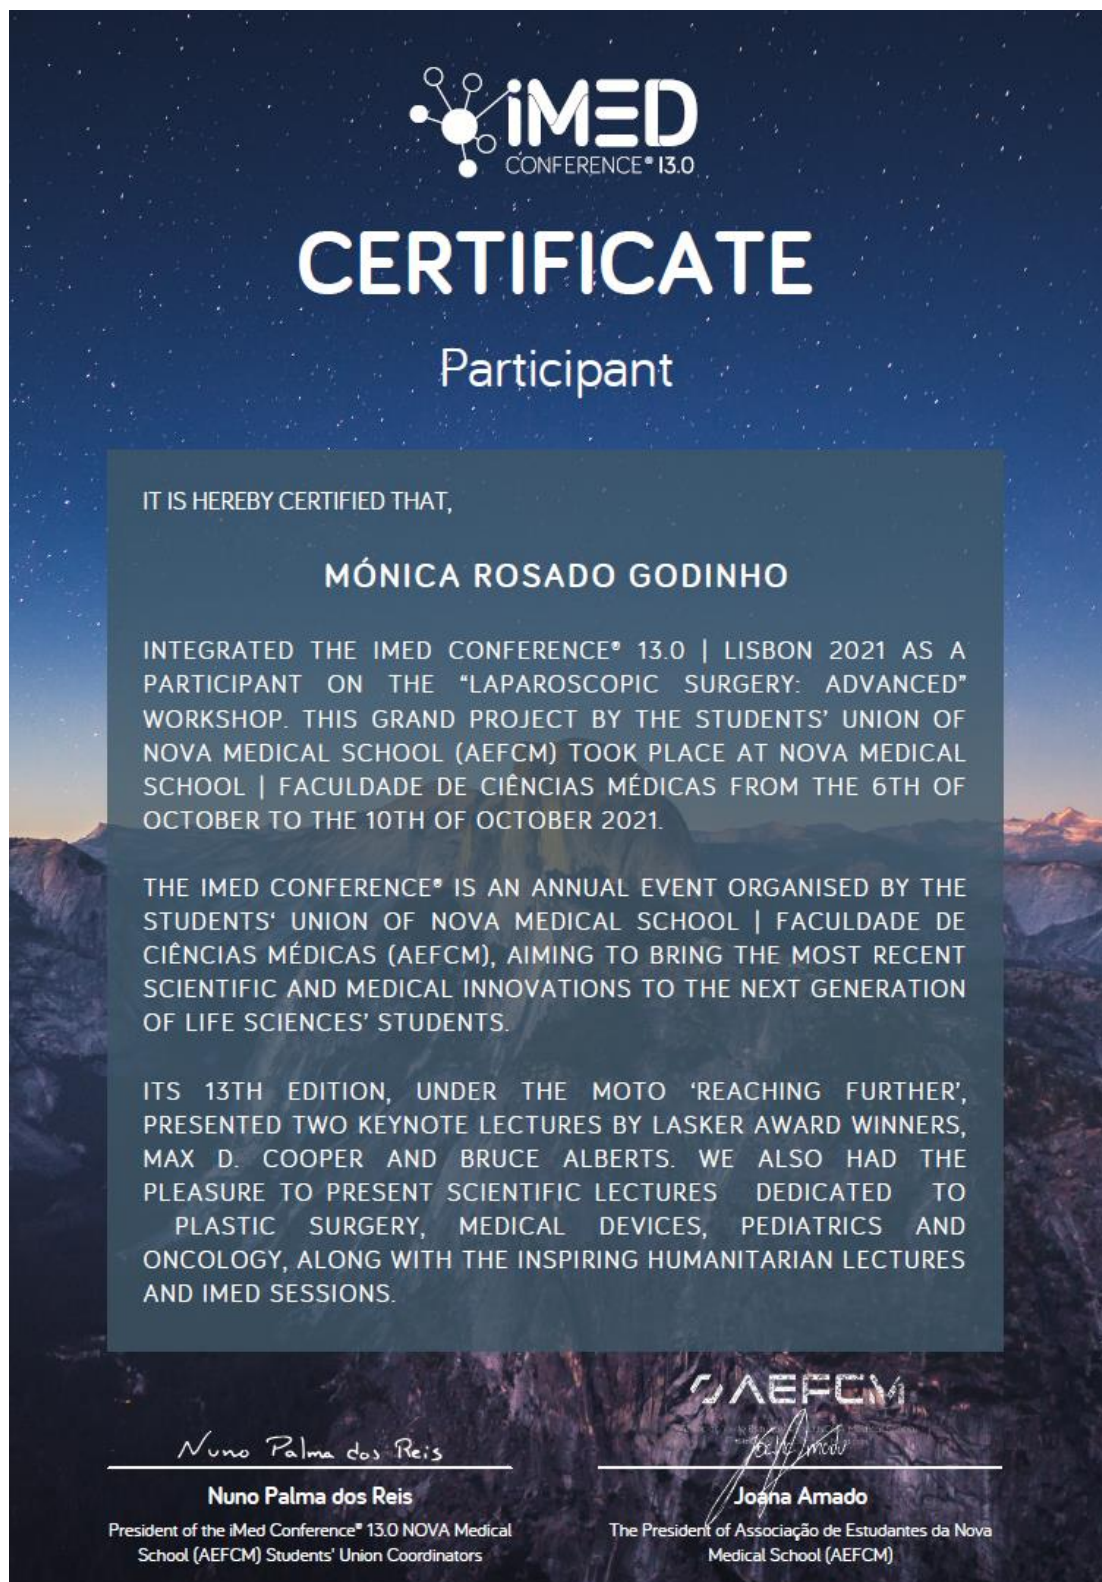 iMED
CONFERENCE® 13.0
CERTIFICATE
Participant
IT IS HEREBY CERTIFIED THAT,
MÓNICA ROSADO GODINHO
INTEGRATED THE IMED CONFERENCE® 13.0 | LISBON 2021 AS A
PARTICIPANT ON THE “LAPAROSCOPIC SURGERY: ADVANCED”
WORKSHOP. THIS GRAND PROJECT BY THE STUDENTS’ UNION OF
NOVA MEDICAL SCHOOL (AEFCM) TOOK PLACE AT NOVA MEDICAL
SCHOOL | FACULDADE DE CIÊNCIAS MÉDICAS FROM THE 6TH OF
OCTOBER TO THE 10TH OF OCTOBER 2021.
THE IMED CONFERENCE® IS AN ANNUAL EVENT ORGANISED BY THE
STUDENTS‘ UNION OF NOVA MEDICAL SCHOOL | FACULDADE DE
CIÊNCIAS MÉDICAS (AEFCM), AIMING TO BRING THE MOST RECENT
SCIENTIFIC AND MEDICAL INNOVATIONS TO THE NEXT GENERATION
OF LIFE SCIENCES’ STUDENTS.
ITS 13TH EDITION, UNDER THE MOTO ‘REACHING FURTHER’,
PRESENTED TWO KEYNOTE LECTURES BY LASKER AWARD WINNERS,
MAX D. COOPER AND BRUCE ALBERTS. WE ALSO HAD THE
PLEASURE TO PRESENT SCIENTIFIC LECTURES DEDICATED TO
PLASTIC SURGERY, MEDICAL DEVICES, PEDIATRICS AND
ONCOLOGY, ALONG WITH THE INSPIRING HUMANITARIAN LECTURES
AND IMED SESSIONS.
AEFCM
Nuno Palma dos Reis
Nuno Palma dos Reis
President of the iMed Conference® 13.0 NOVA Medical
School (AEFCM) Students' Union Coordinators
Joana Amado
The President of Associação de Estudantes da Nova
Medical School (AEFCM)